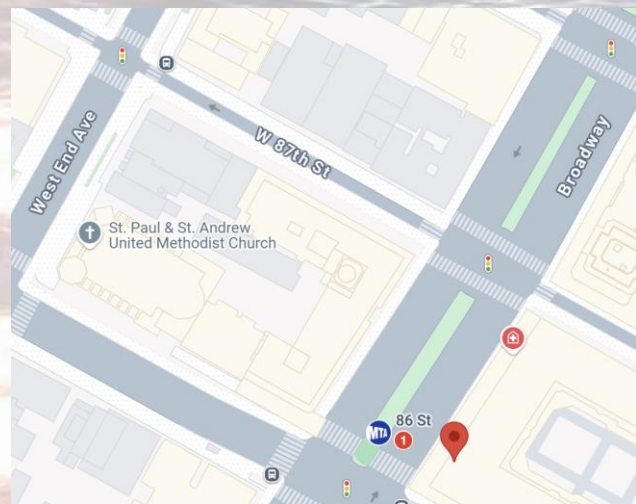 West End Ave
W 87th St
Broadway
St. Paul & St. Andrew
United Methodist Church
86 St
MTA
1